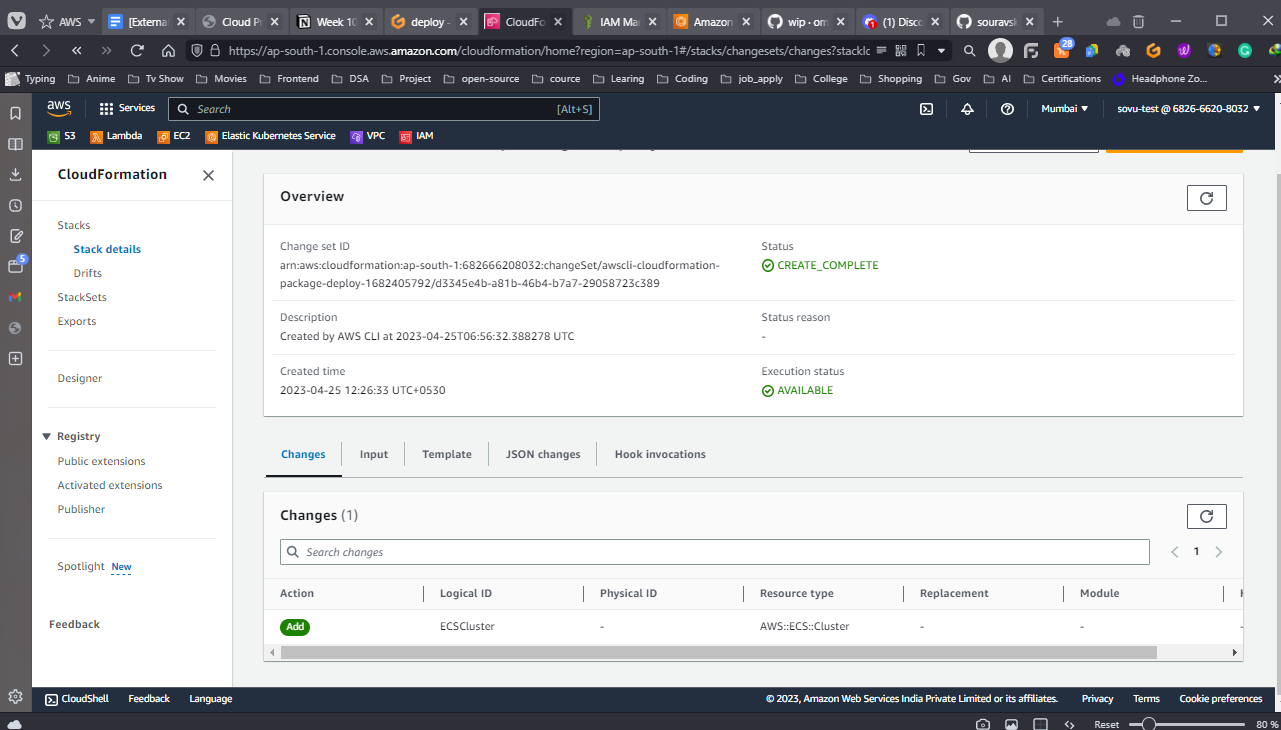 AWS
[External
Cloud P
Week 10
deploy -
CloudFo
IAM Ma
Amazon
wip · om
(1) Disco
souravsk
https://ap-south-1.console.aws.amazon.com/cloudformation/home?region=ap-south-1#/stacks/changesets/changes?stackId
28
Typing Anime Tv Show Movies Frontend DSA Project open-source cource Learing Coding job_apply College Shopping Gov AI Certifications Headphone Zo...
aws Services Search [Alt+S] Mumbai sovu-test @ 6826-6620-8032
S3 Lambda EC2 Elastic Kubernetes Service VPC IAM
5
CloudFormation
Stacks
Stack details
Drifts
StackSets
Exports
Designer
Registry
Public extensions
Activated extensions
Publisher
Spotlight New
Feedback
Overview
Change set ID
arn:aws:cloudformation:ap-south-1:682666208032:changeSet/awscli-cloudformation-
package-deploy-1682405792/d3345e4b-a81b-46b4-b7a7-29058723c389
Status
CREATE_COMPLETE
Description
Created by AWS CLI at 2023-04-25T06:56:32.388278 UTC
Status reason
-
Created time
2023-04-25 12:26:33 UTC+0530
Execution status
AVAILABLE
Changes Input Template JSON changes Hook invocations
Changes (1)
Search changes
1
Action Logical ID Physical ID Resource type Replacement Module
Add ECSCluster - AWS::ECS::Cluster - - -
CloudShell Feedback Language © 2023, Amazon Web Services India Private Limited or its affiliates. Privacy Terms Cookie preferences
Reset 80 %